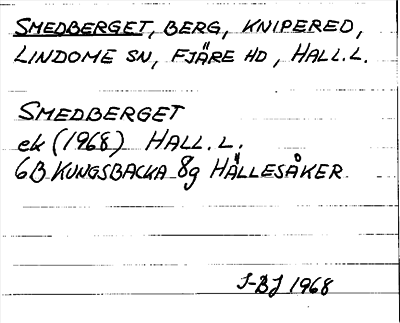 SMEDBERGET, BERG, KNIPERED,
LINDOME SN, FJÄRE HD, HALL.L.
SMEDBERGET
ek (1968) HALL. L.
6B KUNGSBACKA 8g HÄLLESÅKER
I-BJ 1968